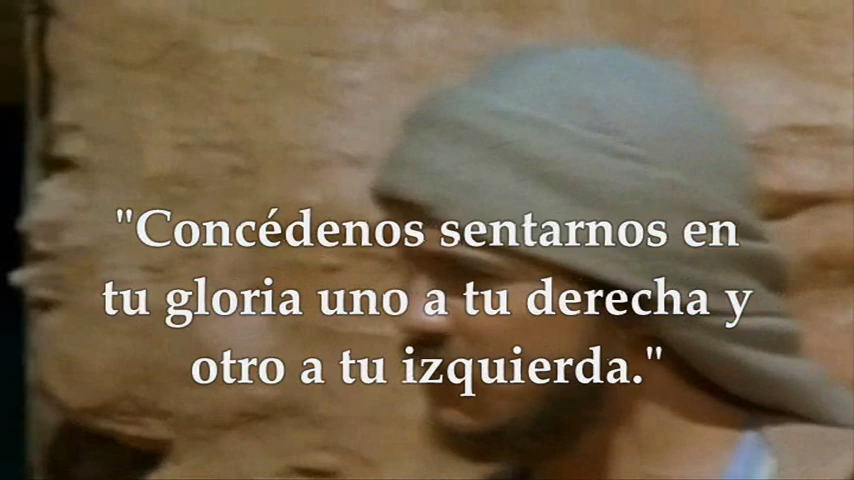 "Concédenos sentarnos en
tu gloria uno a tu derecha y
otro a tu izquierda."